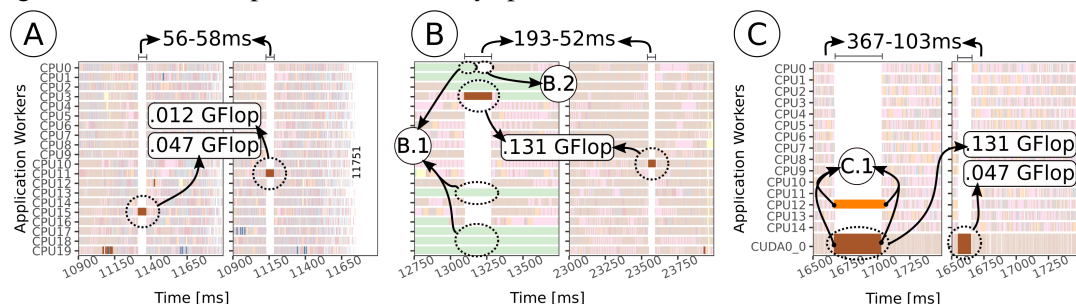 A
56-58ms
Application Workers
CPU0
CPU1
CPU2
CPU3
CPU4
CPU5
CPU6
CPU7
CPU8
CPU9
CPU10
CPU11
CPU12
CPU13
CPU14
CPU15
CPU16
CPU17
CPU18
CPU19
.012 GFlop
.047 GFlop
11751
10900
11150
11400
11650
10900
11150
11400
11650
Time [ms]
B
193-52ms
B.2
B.1
.131 GFlop
12750
13000
13250
13500
13750
23000
23250
23500
23750
Time [ms]
C
367-103ms
Application Workers
CPU0
CPU1
CPU2
CPU3
CPU4
CPU5
CPU6
CPU7
CPU8
CPU9
CPU10
CPU11
CPU12
CPU13
CPU14
CUDA0_0
C.1
.131 GFlop
.047 GFlop
16500
16750
17000
17250
16500
16750
17000
17250
Time [ms]